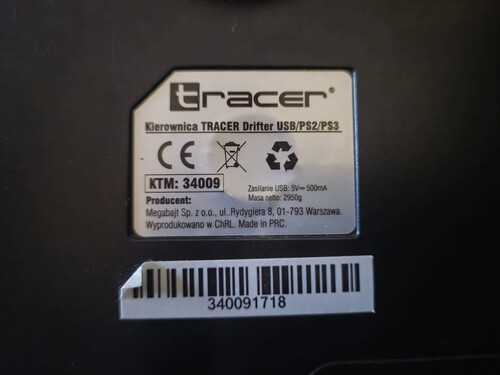 tracer®
Kierownica TRACER Drifter USB/PS2/PS3
CE
KTM: 34009
Zasilanie USB: 5V⎓500mA
Masa netto: 2950g
Producent:
Megabajt Sp. z o.o., ul..Rydygiera 8, 01-793 Warszawa.
Wyprodukowano w ChRL. Made in PRC.
340091718